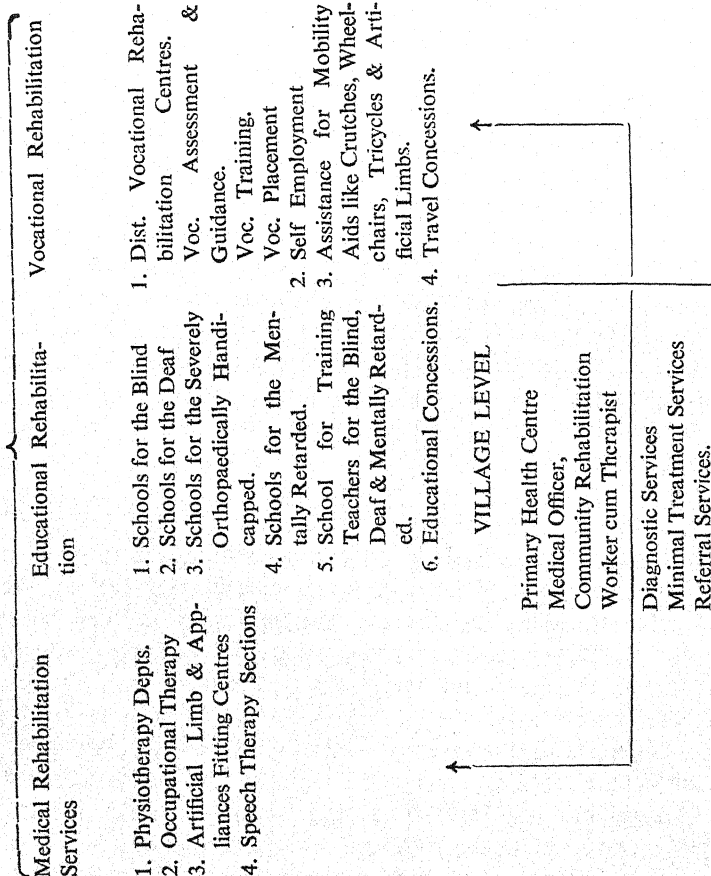 Medical Rehabilitation
Services
1. Physiotherapy Depts.
2. Occupational Therapy
3. Artificial Limb & App-
liances Fitting Centres
4. Speech Therapy Sections
Educational Rehabilita-
tion
1. Schools for the Blind
2. Schools for the Deaf
3. Schools for the Severely
Orthopaedically Handi-
capped.
4. Schools for the Men-
tally Retarded.
5. School for Training
Teachers for the Blind,
Deaf & Mentally Retard-
ed.
6. Educational Concessions.
Vocational Rehabilitation
1. Dist. Vocational Reha-
bilitation Centres.
Voc. Assessment &
Guidance.
Voc. Training.
Voc. Placement
2. Self Employment
3. Assistance for Mobility
Aids like Crutches, Wheel-
chairs, Tricycles & Arti-
ficial Limbs.
4. Travel Concessions.
VILLAGE LEVEL
Primary Health Centre
Medical Officer,
Community Rehabilitation
Worker cum Therapist
Diagnostic Services
Minimal Treatment Services
Referral Services.